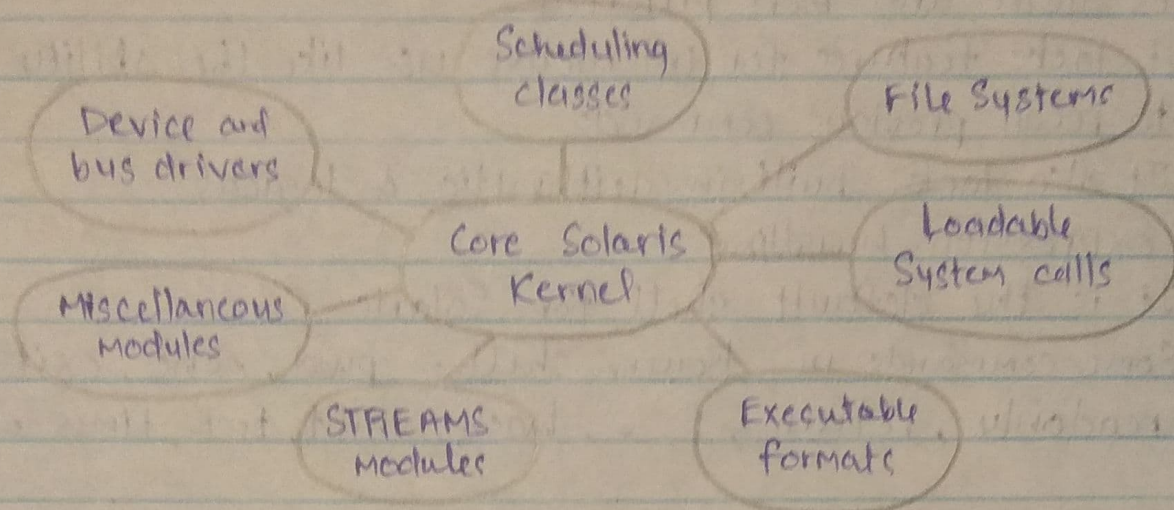 Scheduling
classes
File Systems
Device and
bus drivers
Core Solaris
Kernel
Loadable
System calls
Miscellaneous
Modules
STREAMS
Modules
Executable
formats